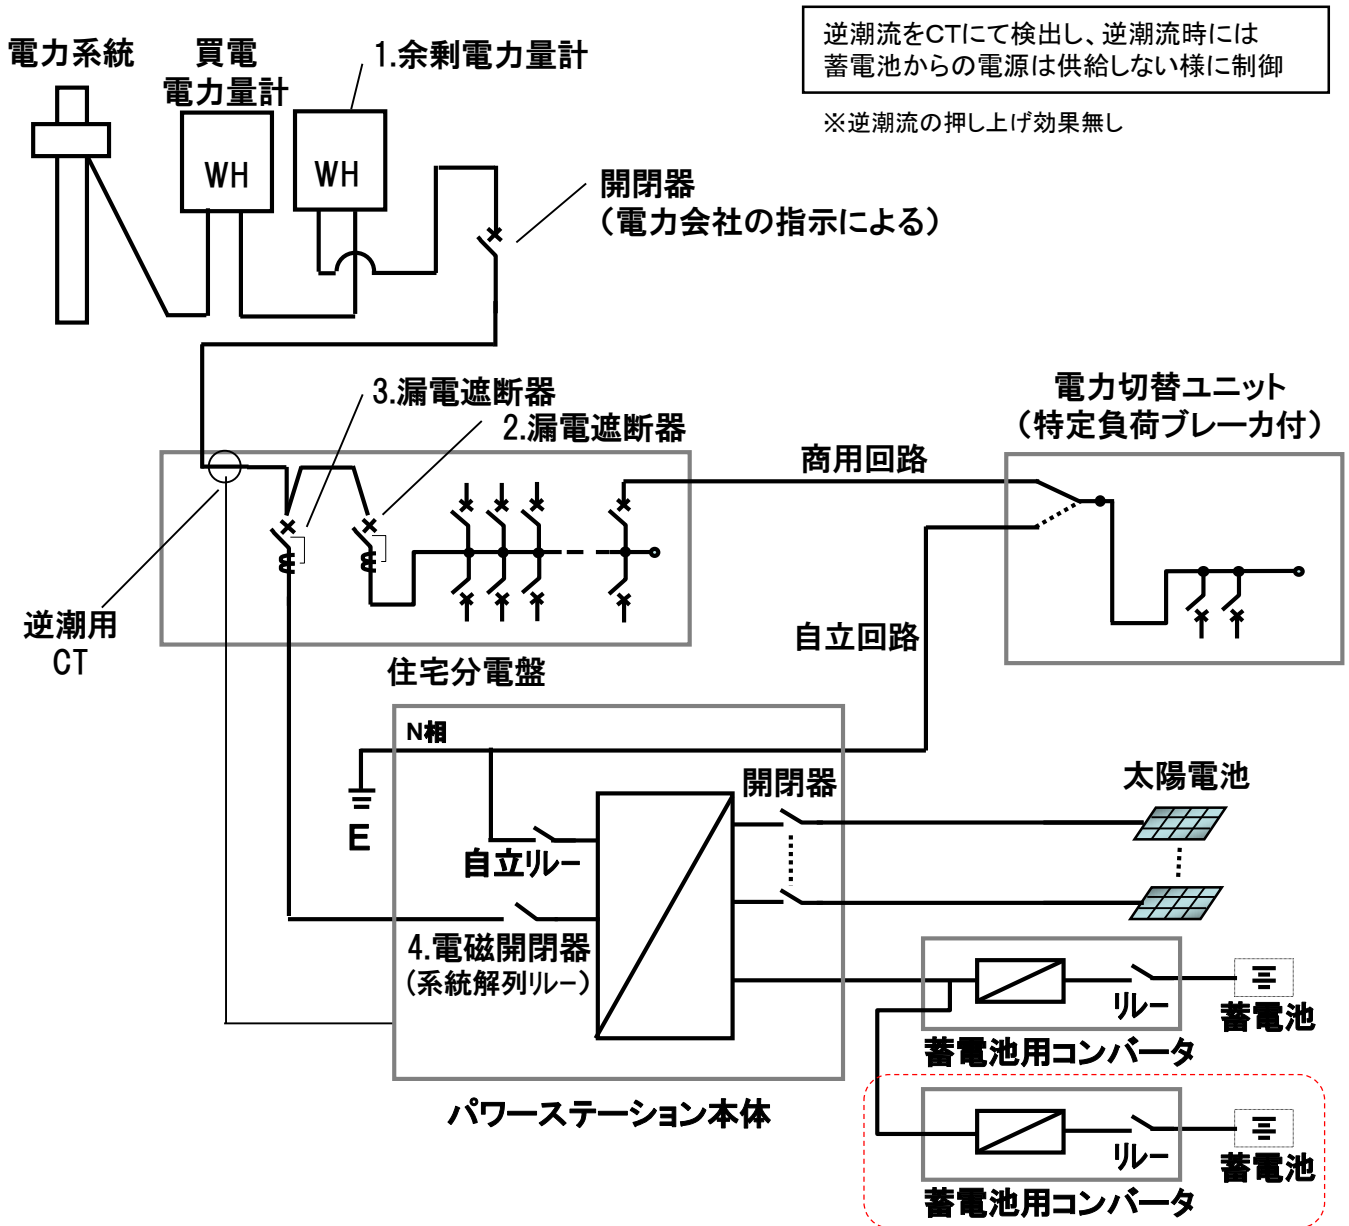 逆潮流をCTにて検出し、逆潮流時には
蓄電池からの電源は供給しない様に制御
※逆潮流の押し上げ効果無し
電力系統
買電
電力量計
1.余剰電力量計
WH
WH
開閉器
（電力会社の指示による）
3.漏電遮断器
2.漏電遮断器
電力切替ユニット
（特定負荷ブレーカ付）
商用回路
逆潮用
CT
自立回路
住宅分電盤
N相
E
自立リレー
開閉器
太陽電池
4.電磁開閉器
(系統解列リレー)
リレー
蓄電池
蓄電池用コンバータ
パワーステーション本体
リレー
蓄電池
蓄電池用コンバータ